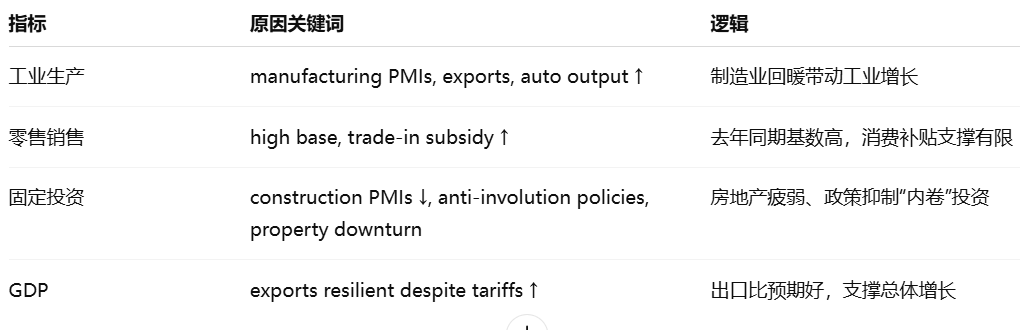 指标 原因关键词 逻辑
工业生产 manufacturing PMIs, exports, auto output ↑ 制造业回暖带动工业增长
零售销售 high base, trade-in subsidy ↑ 去年同期基数高，消费补贴支撑有限
固定投资 construction PMIs ↓, anti-involution policies, 房地产疲弱、政策抑制“内卷”投资
property downturn
GDP exports resilient despite tariffs ↑ 出口比预期好，支撑总体增长